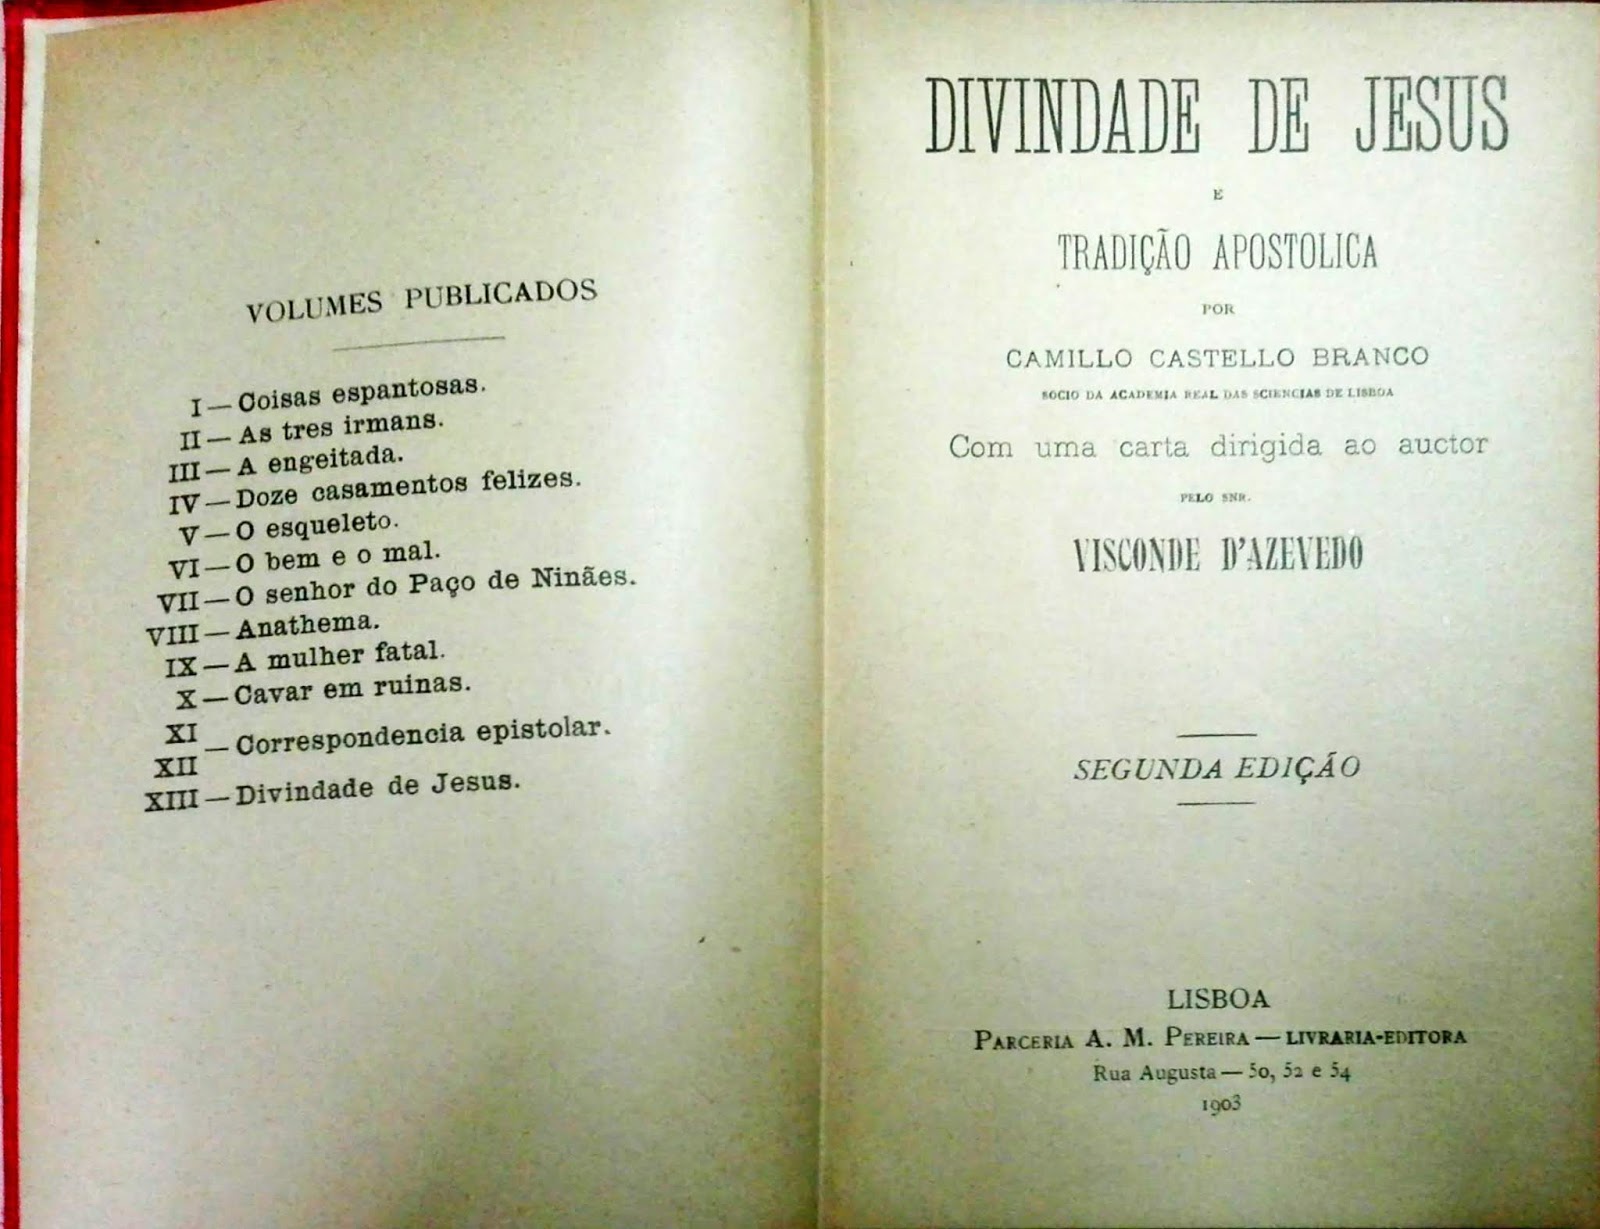 VOLUMES PUBLICADOS
I — Coisas espantosas.
II — As tres irmans.
III — A engeitada.
IV — Doze casamentos felizes.
V — O esqueleto.
VI — O bem e o mal.
VII — O senhor do Paço de Ninães.
VIII — Anathema.
IX — A mulher fatal.
X — Cavar em ruinas.
XI
XII — Correspondencia epistolar.
XIII — Divindade de Jesus.
DIVINDADE DE JESUS
E
TRADIÇÃO APOSTOLICA
POR
CAMILLO CASTELLO BRANCO
SOCIO DA ACADEMIA REAL DAS SCIENCIAS DE LISBOA
Com uma carta dirigida ao auctor
PELO SNR.
VISCONDE D'AZEVEDO
SEGUNDA EDIÇÃO
LISBOA
PARCERIA A. M. PEREIRA — LIVRARIA-EDITORA
Rua Augusta — 50, 52 e 54
1903